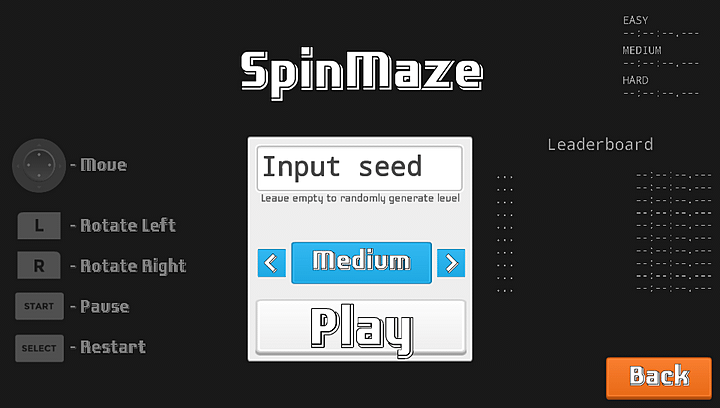 EASY
--:--:--.---
MEDIUM
--:--:--.---
HARD
--:--:--.---
SpinMaze
- Move
L - Rotate Left
R - Rotate Right
START - Pause
SELECT - Restart
Input seed
Leave empty to randomly generate level
< Medium >
Play
Leaderboard
... --:--:--.---
... --:--:--.---
... --:--:--.---
... --:--:--.---
... --:--:--.---
... --:--:--.---
... --:--:--.---
... --:--:--.---
... --:--:--.---
... --:--:--.---
Back